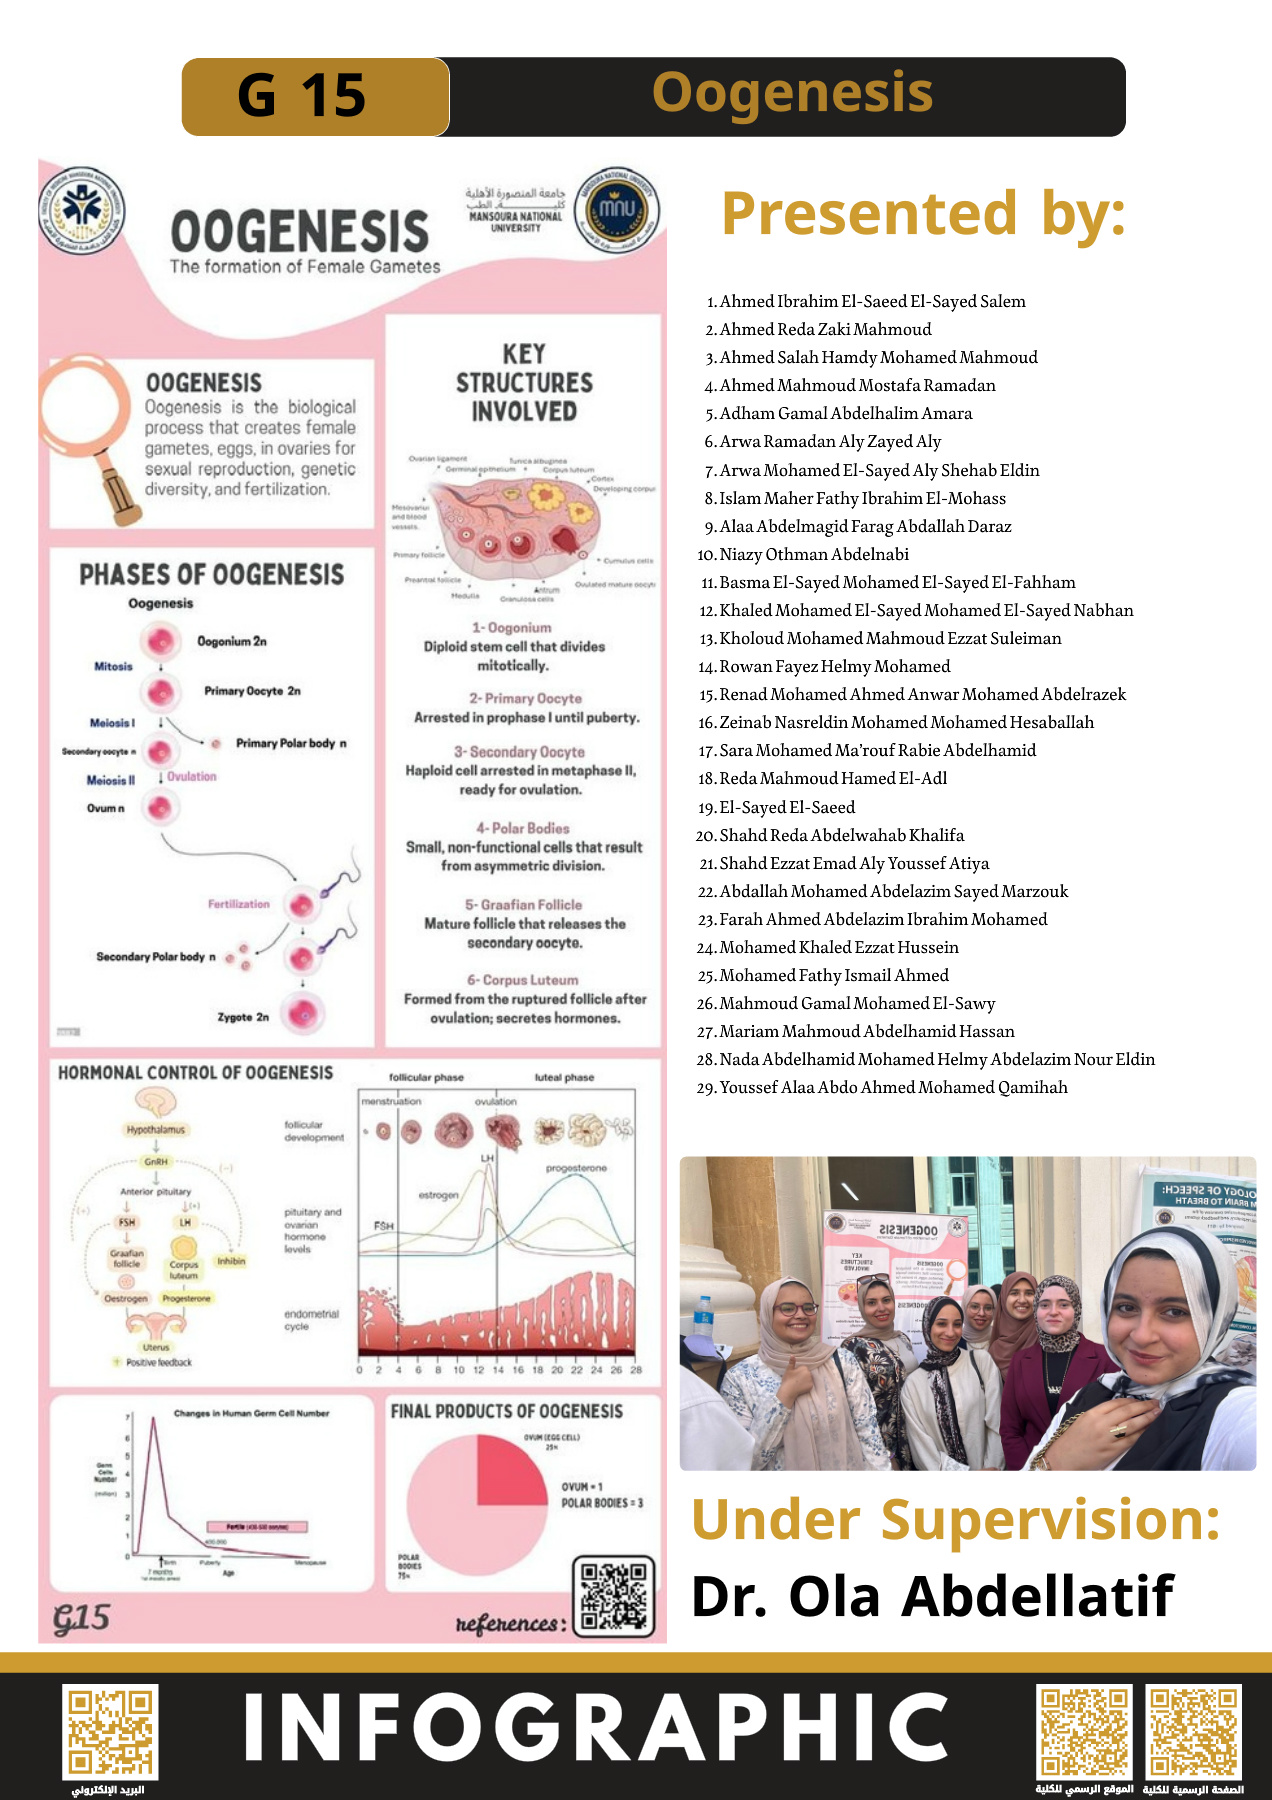 G 15
Oogenesis
جامعة المنصورة الأهلية
كليـــــة الطب
MANSOURA NATIONAL
UNIVERSITY
MNU
OOGENESIS
The formation of Female Gametes
OOGENESIS
Oogenesis is the biological
process that creates female
gametes, eggs, in ovaries for
sexual reproduction, genetic
diversity, and fertilization.
PHASES OF OOGENESIS
Oogenesis
Oogonium 2n
Mitosis
Primary Oocyte 2n
Meiosis I
Primary Polar body n
Secondary oocyte n
Meiosis II
Ovulation
Ovum n
Fertilization
Secondary Polar body n
Zygote 2n
KEY
STRUCTURES
INVOLVED
Ovarian ligament
Tunica albuginea
Germinal epithelium
Corpus luteum
Cortex
Developing corpus
Mesovarium
and blood
vessels.
Primary follicle
Cumulus cells
Preantral follicle
Ovulated mature oocyte
Antrum
Medulla
Granulosa cells
1- Oogonium
Diploid stem cell that divides
mitotically.
2- Primary Oocyte
Arrested in prophase I until puberty.
3- Secondary Oocyte
Haploid cell arrested in metaphase II,
ready for ovulation.
4- Polar Bodies
Small, non-functional cells that result
from asymmetric division.
5- Graafian Follicle
Mature follicle that releases the
secondary oocyte.
6- Corpus Luteum
Formed from the ruptured follicle after
ovulation; secretes hormones.
HORMONAL CONTROL OF OOGENESIS
Hypothalamus
GnRH
(-)
Anterior pituitary
(+)
(+)
FSH
LH
Graafian
follicle
Corpus
luteum
Inhibin
Oestrogen
Progesterone
Uterus
Positive feedback
follicular phase
luteal phase
menstruation
ovulation
follicular
development
LH
progesterone
estrogen
FSH
pituitary and
ovarian
hormone
levels
endometrial
cycle
0 2 4 6 8 10 12 14 16 18 20 22 24 26 28
Changes in Human Germ Cell Number
7
6
5
4
3
2
1
0
Germ
Cells
Number
(million)
Fertile (400-500 oocytes)
400,000
Birth
Puberty
Menopause
7 months
Age
FINAL PRODUCTS OF OOGENESIS
OVUM (EGG CELL)
25%
OVUM = 1
POLAR BODIES = 3
POLAR
BODIES
75%
G15
references:
Presented by:
1. Ahmed Ibrahim El-Saeed El-Sayed Salem
2. Ahmed Reda Zaki Mahmoud
3. Ahmed Salah Hamdy Mohamed Mahmoud
4. Ahmed Mahmoud Mostafa Ramadan
5. Adham Gamal Abdelhalim Amara
6. Arwa Ramadan Aly Zayed Aly
7. Arwa Mohamed El-Sayed Aly Shehab Eldin
8. Islam Maher Fathy Ibrahim El-Mohass
9. Alaa Abdelmagid Farag Abdallah Daraz
10. Niazy Othman Abdelnabi
11. Basma El-Sayed Mohamed El-Sayed El-Fahham
12. Khaled Mohamed El-Sayed Mohamed El-Sayed Nabhan
13. Kholoud Mohamed Mahmoud Ezzat Suleiman
14. Rowan Fayez Helmy Mohamed
15. Renad Mohamed Ahmed Anwar Mohamed Abdelrazek
16. Zeinab Nasreldin Mohamed Mohamed Hesaballah
17. Sara Mohamed Ma'rouf Rabie Abdelhamid
18. Reda Mahmoud Hamed El-Adl
19. El-Sayed El-Saeed
20. Shahd Reda Abdelwahab Khalifa
21. Shahd Ezzat Emad Aly Youssef Atiya
22. Abdallah Mohamed Abdelazim Sayed Marzouk
23. Farah Ahmed Abdelazim Ibrahim Mohamed
24. Mohamed Khaled Ezzat Hussein
25. Mohamed Fathy Ismail Ahmed
26. Mahmoud Gamal Mohamed El-Sawy
27. Mariam Mahmoud Abdelhamid Hassan
28. Nada Abdelhamid Mohamed Helmy Abdelazim Nour Eldin
29. Youssef Alaa Abdo Ahmed Mohamed Qamihah
OOGENESIS
KEY
STRUCTURES
INVOLVED
OLOGY OF SPEECH:
M BRAIN TO BREATH
Under Supervision:
Dr. Ola Abdellatif
INFOGRAPHIC
البريد الإلكتروني
الموقع الرسمي للكلية
الصفحة الرسمية للكلية